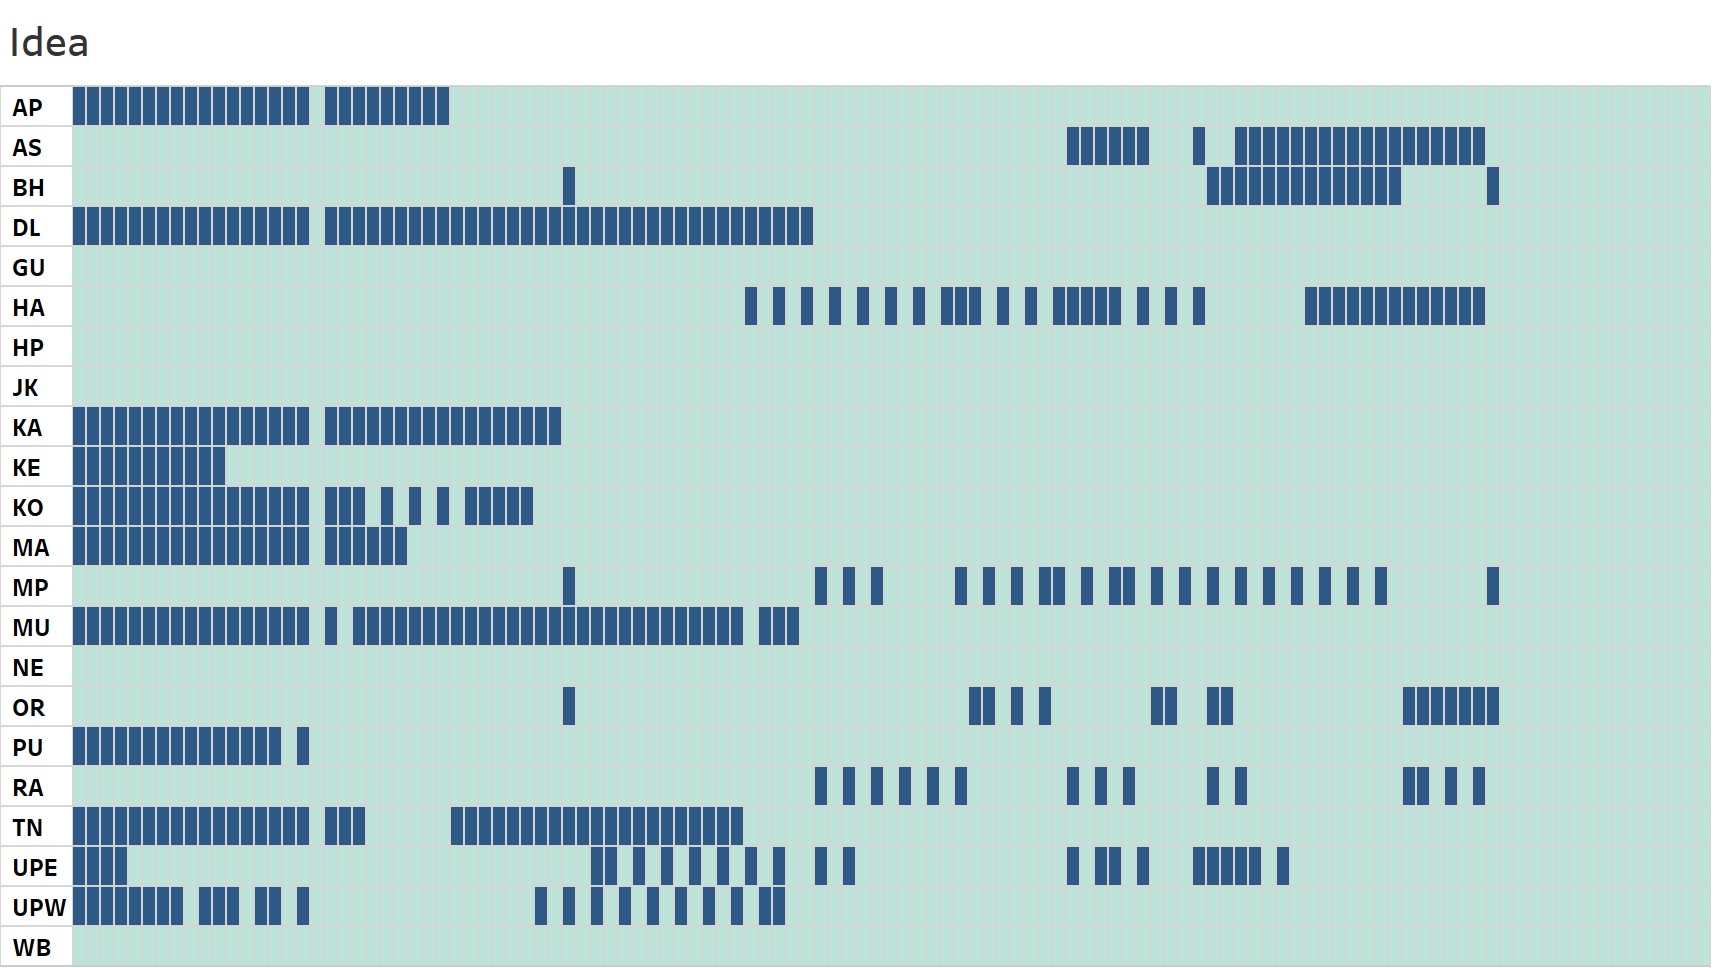 Idea
AP
AS
BH
DL
GU
HA
HP
JK
KA
KE
KO
MA
MP
MU
NE
OR
PU
RA
TN
UPE
UPW
WB